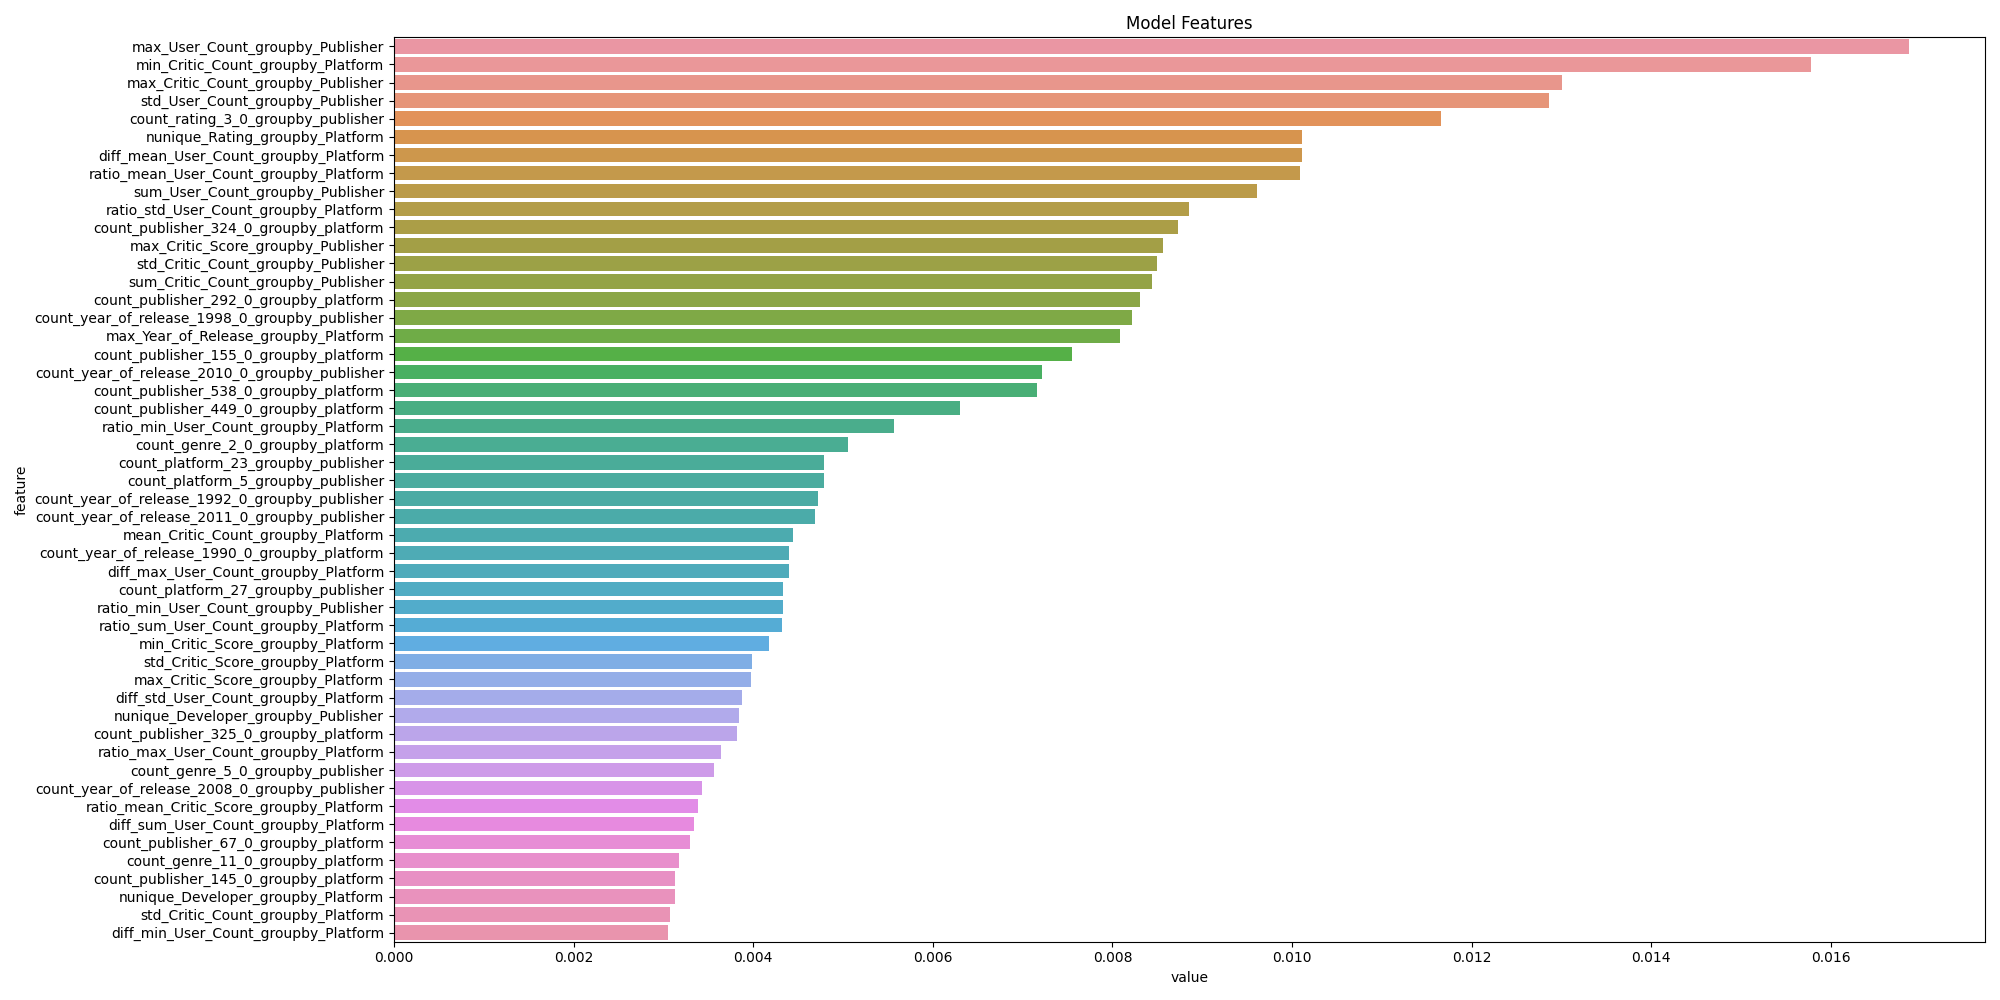 Model Features
max_User_Count_groupby_Publisher
min_Critic_Count_groupby_Platform
max_Critic_Count_groupby_Publisher
std_User_Count_groupby_Publisher
count_rating_3_0_groupby_publisher
nunique_Rating_groupby_Platform
diff_mean_User_Count_groupby_Platform
ratio_mean_User_Count_groupby_Platform
sum_User_Count_groupby_Publisher
ratio_std_User_Count_groupby_Platform
count_publisher_324_0_groupby_platform
max_Critic_Score_groupby_Publisher
std_Critic_Count_groupby_Publisher
sum_Critic_Count_groupby_Publisher
count_publisher_292_0_groupby_platform
count_year_of_release_1998_0_groupby_publisher
max_Year_of_Release_groupby_Platform
count_publisher_155_0_groupby_platform
count_year_of_release_2010_0_groupby_publisher
count_publisher_538_0_groupby_platform
count_publisher_449_0_groupby_platform
ratio_min_User_Count_groupby_Platform
count_genre_2_0_groupby_platform
count_platform_23_groupby_publisher
count_platform_5_groupby_publisher
count_year_of_release_1992_0_groupby_publisher
count_year_of_release_2011_0_groupby_publisher
mean_Critic_Count_groupby_Platform
count_year_of_release_1990_0_groupby_platform
diff_max_User_Count_groupby_Platform
count_platform_27_groupby_publisher
ratio_min_User_Count_groupby_Publisher
ratio_sum_User_Count_groupby_Platform
min_Critic_Score_groupby_Platform
std_Critic_Score_groupby_Platform
max_Critic_Score_groupby_Platform
diff_std_User_Count_groupby_Platform
nunique_Developer_groupby_Publisher
count_publisher_325_0_groupby_platform
ratio_max_User_Count_groupby_Platform
count_genre_5_0_groupby_publisher
count_year_of_release_2008_0_groupby_publisher
ratio_mean_Critic_Score_groupby_Platform
diff_sum_User_Count_groupby_Platform
count_publisher_67_0_groupby_platform
count_genre_11_0_groupby_platform
count_publisher_145_0_groupby_platform
nunique_Developer_groupby_Platform
std_Critic_Count_groupby_Platform
diff_min_User_Count_groupby_Platform
feature
0.000 0.002 0.004 0.006 0.008 0.010 0.012 0.014 0.016
value